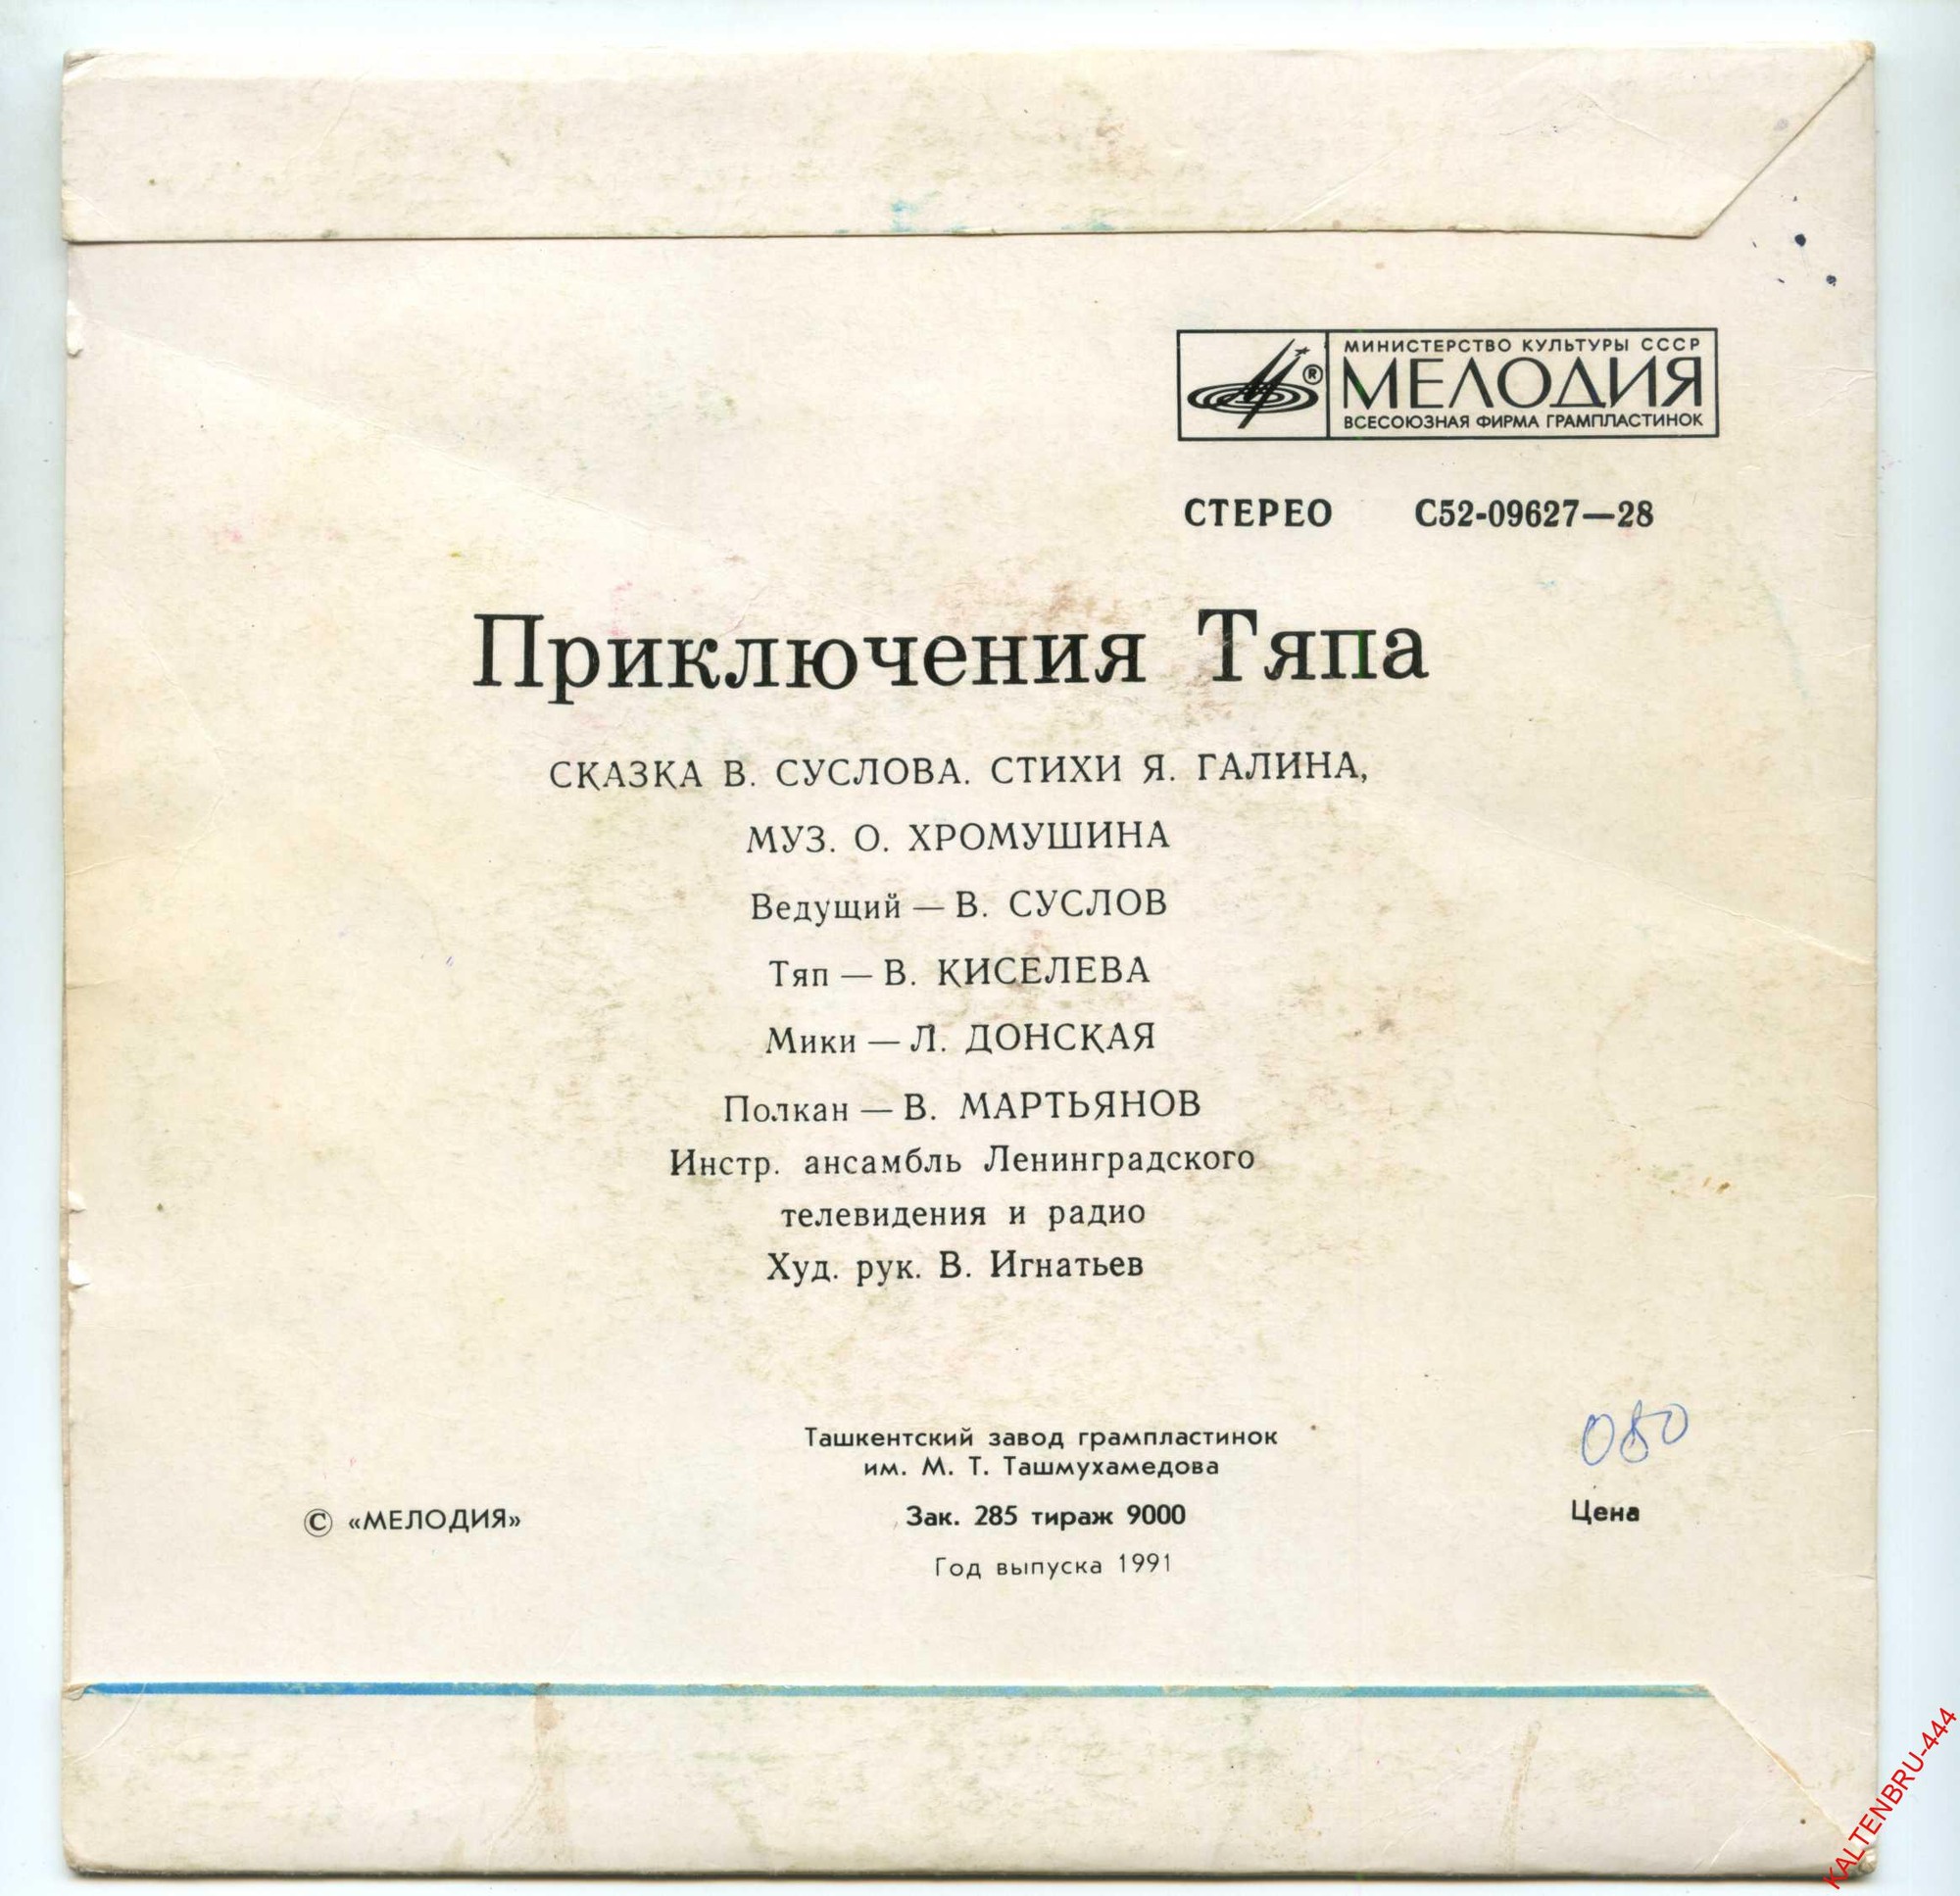 МИНИСТЕРСТВО КУЛЬТУРЫ СССР
МЕЛОДИЯ
ВСЕСОЮЗНАЯ ФИРМА ГРАМПЛАСТИНОК
®
СТЕРЕО С52-09627—28
Приключения Тяпа
СКАЗКА В. СУСЛОВА. СТИХИ Я. ГАЛИНА,
МУЗ. О. ХРОМУШИНА
Ведущий — В. СУСЛОВ
Тяп — В. КИСЕЛЕВА
Мики — Л. ДОНСКАЯ
Полкан — В. МАРТЬЯНОВ
Инстр. ансамбль Ленинградского
телевидения и радио
Худ. рук. В. Игнатьев
Ташкентский завод грампластинок
им. М. Т. Ташмухамедова
Зак. 285 тираж 9000
Год выпуска 1991
© «МЕЛОДИЯ»
080
Цена
KALTENBRU-444